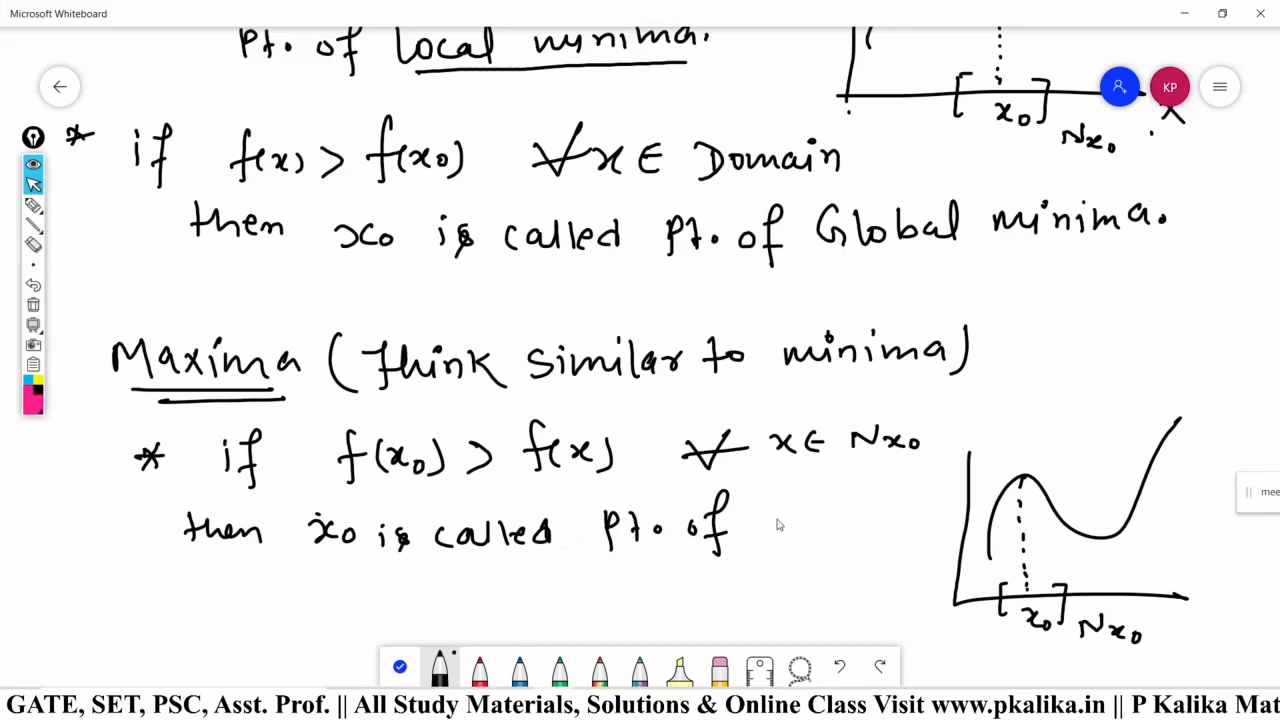 Microsoft Whiteboard
Pt. of local minima.
KP
[ x0 ] Nx0 X
* if f(x) > f(x0) ∀ x ∈ Domain
then x0 is called Pt. of Global minima.
Maxima (Think Similar to minima)
* if f(x0) > f(x) ∀ x ∈ Nx0
then x0 is called Pt. of
[ x0 ] Nx0
mee
GATE, SET, PSC, Asst. Prof. || All Study Materials, Solutions & Online Class Visit www.pkalika.in || P Kalika Mat